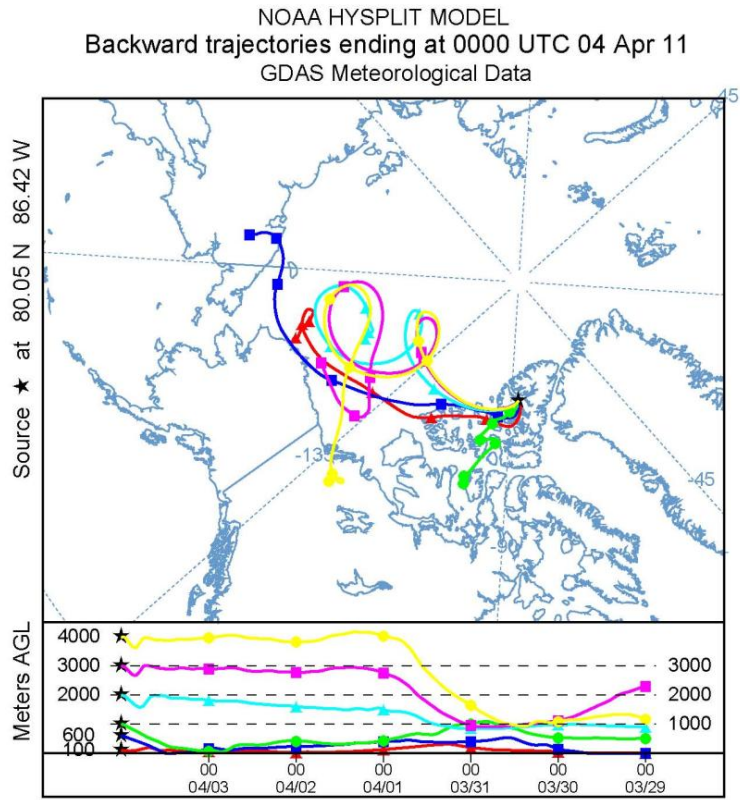 NOAA HYSPLIT MODEL
Backward trajectories ending at 0000 UTC 04 Apr 11
GDAS Meteorological Data
Source ★ at 80.05 N 86.42 W
45
-45
-90
Meters AGL
4000
3000
2000
600
100
3000
2000
1000
00 00 00 00 00 00
04/03 04/02 04/01 03/31 03/30 03/29